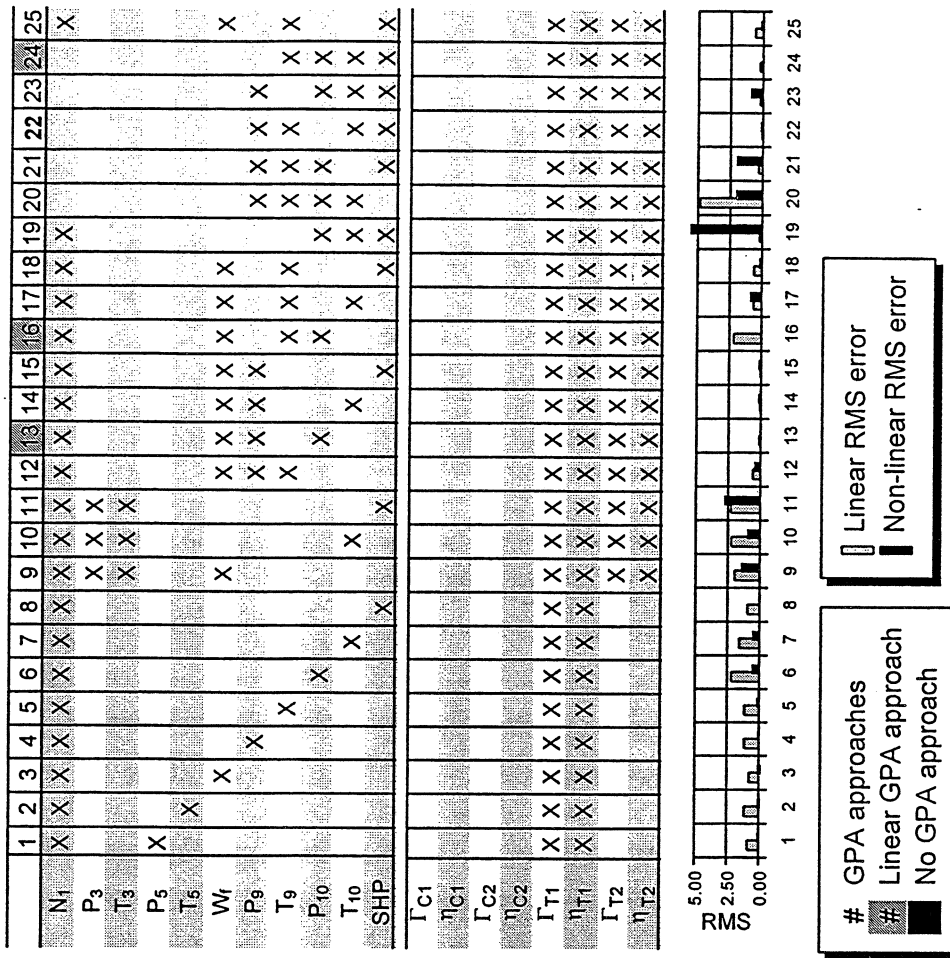 1 2 3 4 5 6 7 8 9 10 11 12 13 14 15 16 17 18 19 20 21 22 23 24 25
N1 X X X X X X X X X X X X X X X X X X X X
P3 X X X
T3 X X X
P5 X
T5 X
Wf X X X X X X X X X X
P9 X X X X X X X X X
T9 X X X X X X X X X X
P10 X X X X X X X X
T10 X X X X X X X X X
SHP X X X X X X X X X X
ΓC1
ηC1
ΓC2
ηC2
ΓT1 X X X X X X X X X X X X X X X X X X X X X X X X X
ηT1 X X X X X X X X X X X X X X X X X X X X X X X X X
ΓT2 X X X X X X X X X X X X X X X X X
ηT2 X X X X X X X X X X X X X X X X X
5.00
2.50
0.00
RMS
1 2 3 4 5 6 7 8 9 10 11 12 13 14 15 16 17 18 19 20 21 22 23 24 25
# GPA approaches
# Linear GPA approach
No GPA approach
Linear RMS error
Non-linear RMS error